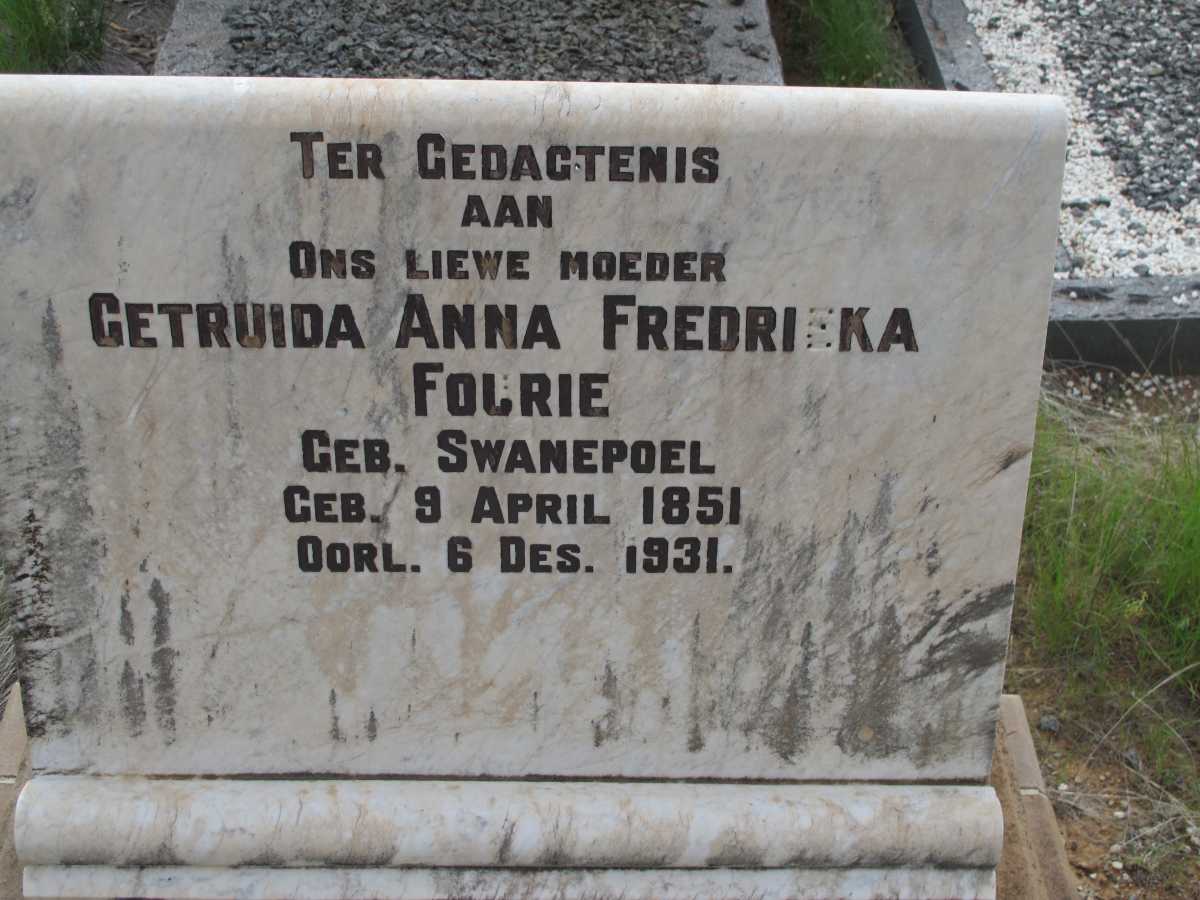 TER GEDAGTENIS
AAN
ONS LIEWE MOEDER
GETRUIDA ANNA FREDRIEKA
FOURIE
GEB. SWANEPOEL
GEB. 9 APRIL 1851
OORL. 6 DES. 1931.